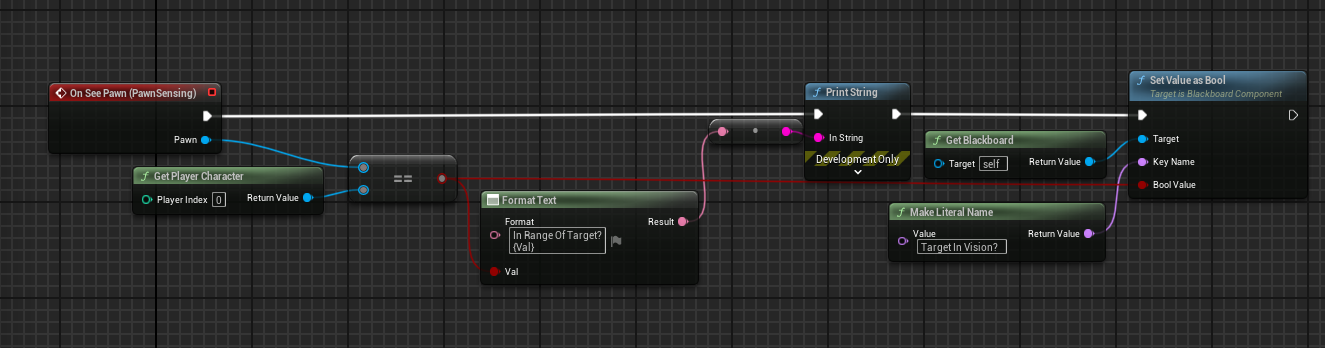 On See Pawn (PawnSensing)
Pawn
Get Player Character
Player Index 0
Return Value
==
Format Text
Format
In Range Of Target?
{Val}
Result
Val
Print String
In String
Development Only
Get Blackboard
Target self
Return Value
Make Literal Name
Value
Target In Vision?
Return Value
Set Value as Bool
Target is Blackboard Component
Target
Key Name
Bool Value